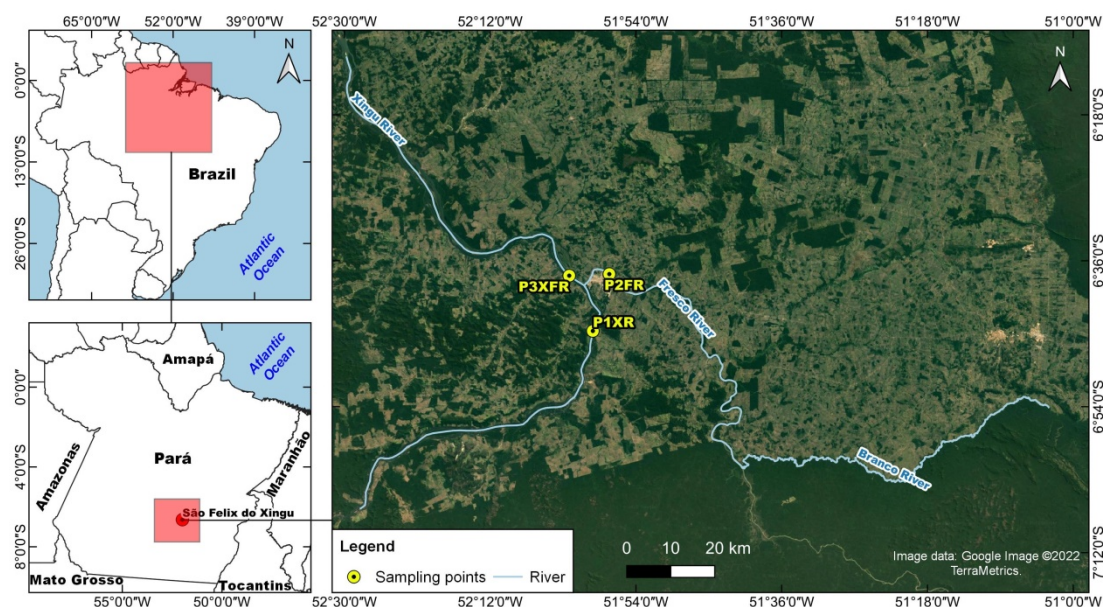 65°00'0"W 52°00'0"W 39°00'0"W
N
0°0'0"
13°0'0"S
26°0'0"S
Brazil
Atlantic
Ocean
Amapá
Atlantic
Ocean
0°0'0"
4°0'0"S
8°0'0"S
Pará
Amazonas
Maranhão
São Felix do Xingu
Mato Grosso
Tocantins
55°0'0"W 50°0'0"W
52°30'0"W 52°12'0"W 51°54'0"W 51°36'0"W 51°18'0"W 51°0'0"W
N
Xingu River
6°18'0"S
6°36'0"S
6°54'0"S
7°12'0"S
P3XFR
P2FR
P1XR
Fresco River
Branco River
Legend
Sampling points
River
0 10 20 km
Image data: Google Image ©2022
TerraMetrics.
52°30'0"W 52°12'0"W 51°54'0"W 51°36'0"W 51°18'0"W 51°0'0"W